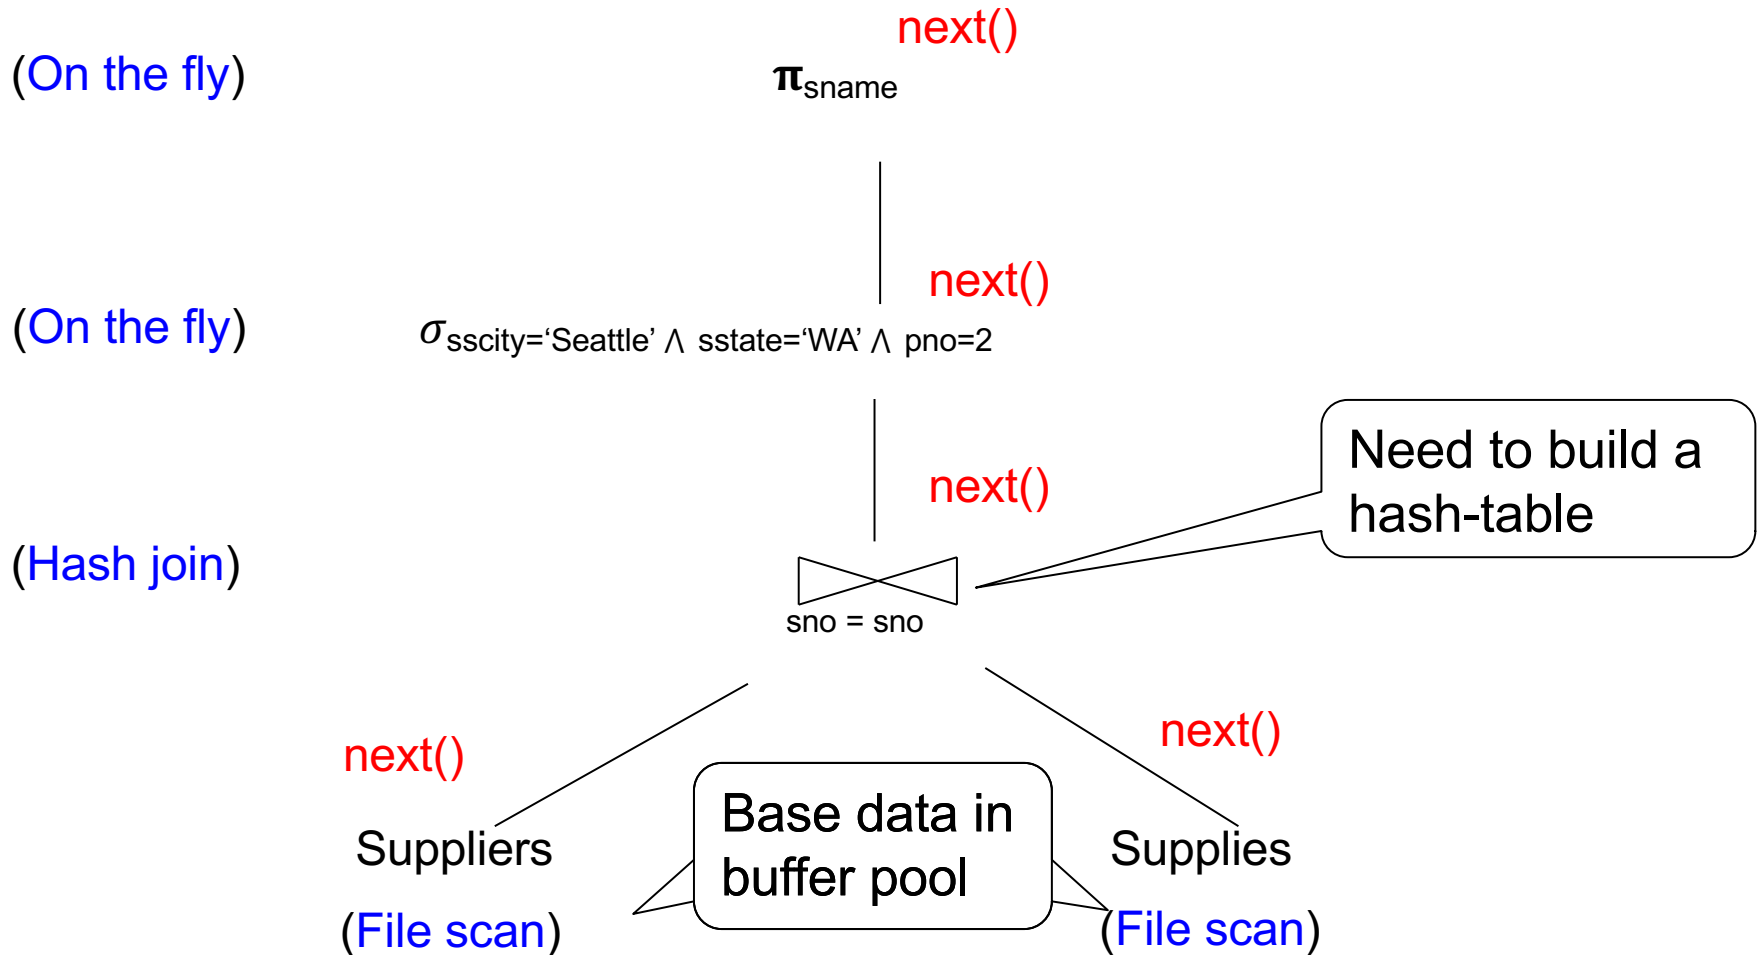 next()
(On the fly)
πsname
next()
(On the fly)
σsscity=‘Seattle’ ∧ sstate=‘WA’ ∧ pno=2
Need to build a
hash-table
next()
(Hash join)
sno = sno
next()
next()
Base data in
buffer pool
Suppliers
Supplies
(File scan)
(File scan)